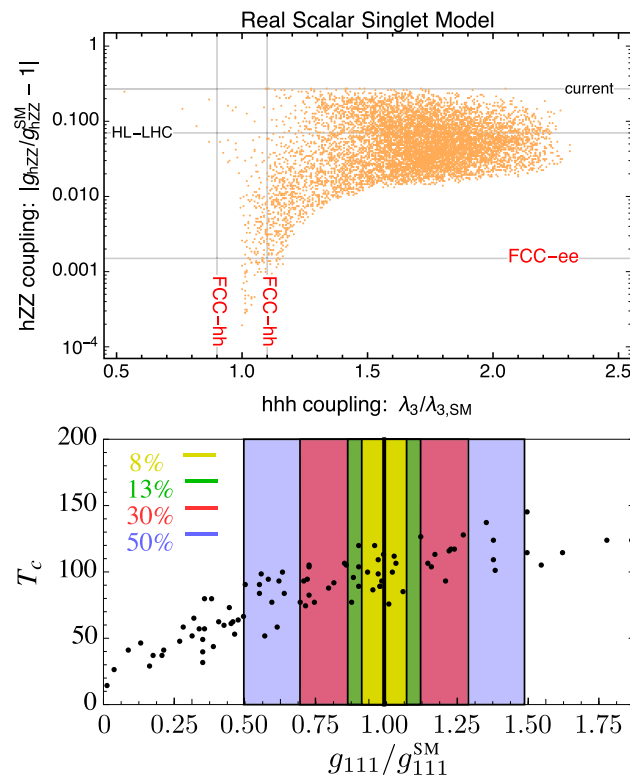 Real Scalar Singlet Model
hZZ coupling: |g_hZZ/g_hZZ^SM − 1|
1
0.100
0.010
0.001
10^−4
current
HL−LHC
FCC−ee
FCC−hh
FCC−hh
0.5
1.0
1.5
2.0
2.5
hhh coupling: λ_3/λ_3,SM
T_c
200
150
100
50
0
8%
13%
30%
50%
0
0.25
0.50
0.75
1.00
1.25
1.50
1.75
g_111/g_111^SM